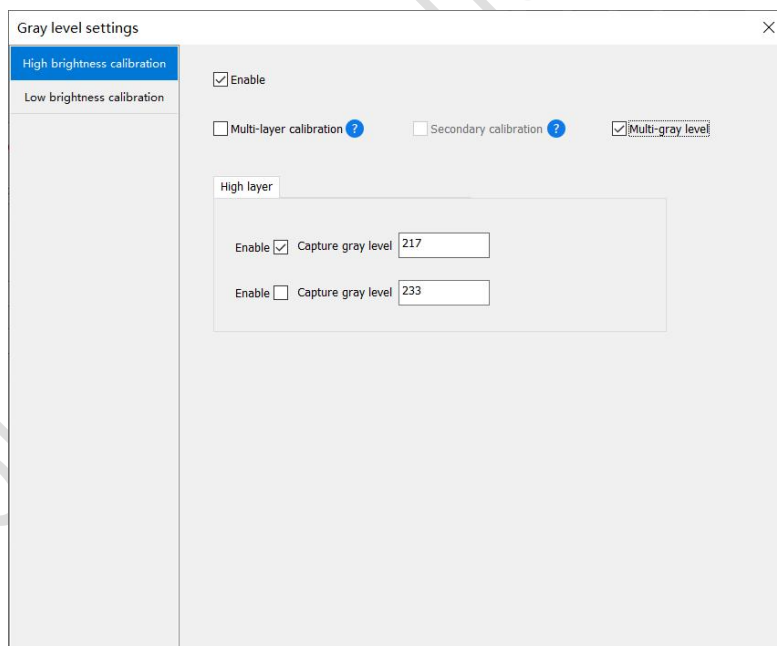 Gray level settings
High brightness calibration
Low brightness calibration
Enable
Multi-layer calibration ? Secondary calibration ? Multi-gray level
High layer
Enable Capture gray level 217
Enable Capture gray level 233